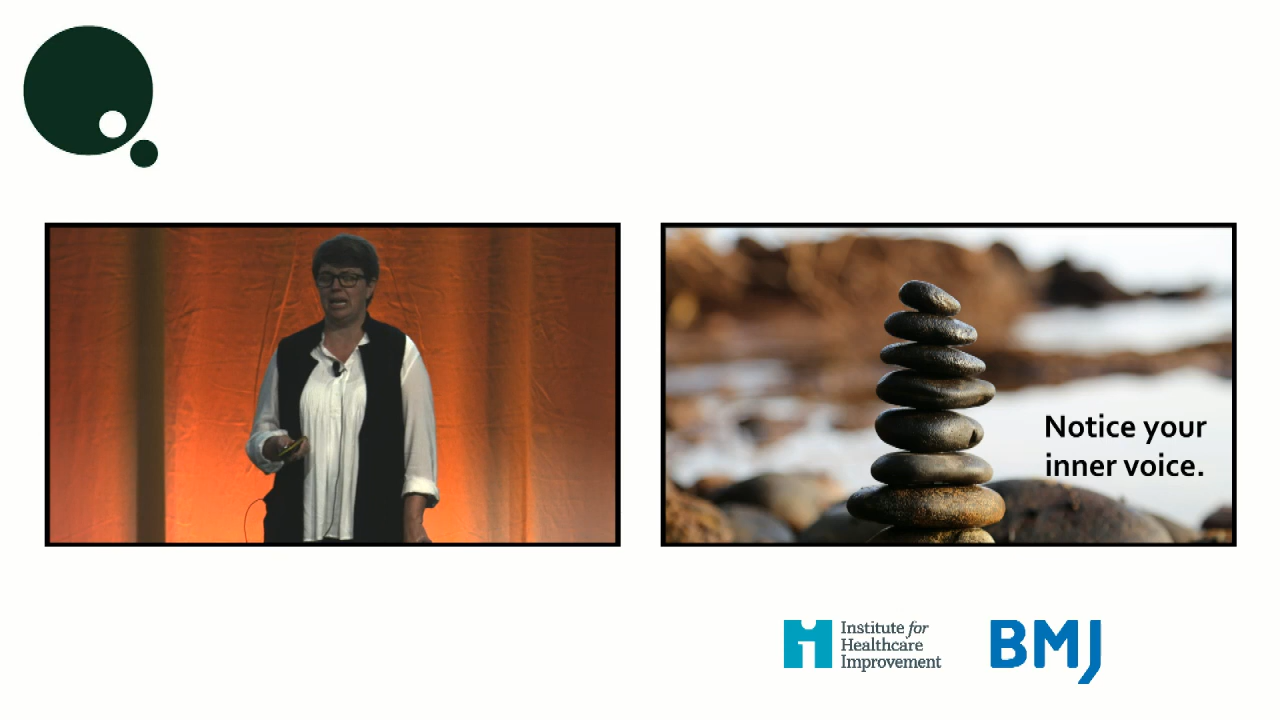 Notice your
inner voice.
Institute for
Healthcare
Improvement
BMJ